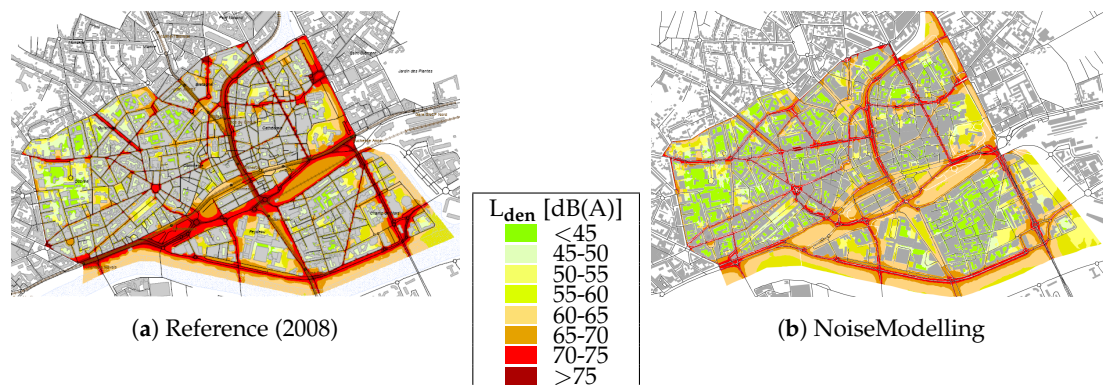 L_den [dB(A)]
<45
45-50
50-55
55-60
60-65
65-70
70-75
>75
(a) Reference (2008)
(b) NoiseModelling
Jardin des Plantes